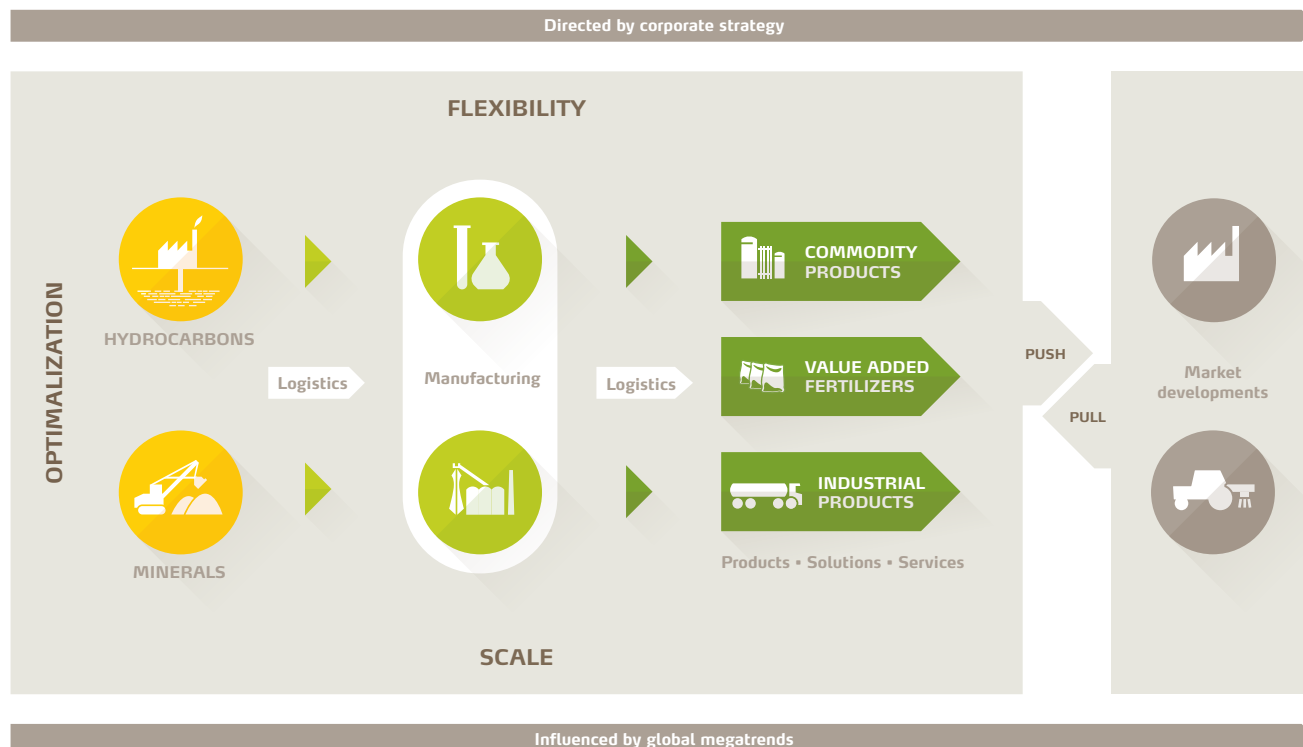 Directed by corporate strategy
FLEXIBILITY
OPTIMALIZATION
HYDROCARBONS
MINERALS
Logistics
Manufacturing
Logistics
COMMODITY
PRODUCTS
VALUE ADDED
FERTILIZERS
INDUSTRIAL
PRODUCTS
Products • Solutions • Services
PUSH
PULL
Market
developments
SCALE
Influenced by global megatrends